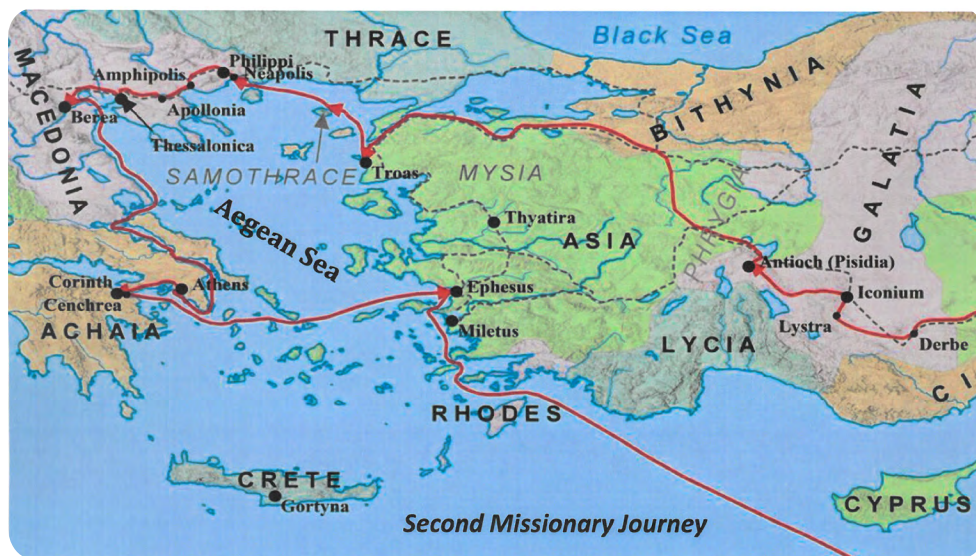 THRACE
Black Sea
MACEDONIA
Philippi
Neapolis
Amphipolis
Apollonia
Berea
Thessalonica
BITHYNIA
GALATIA
SAMOTHRACE
Troas
MYSIA
PHRYGIA
Aegean Sea
Thyatira
ASIA
Antioch (Pisidia)
Corinth
Cenchrea
Athens
Ephesus
Iconium
ACHAIA
Miletus
Lystra
Derbe
LYCIA
CI
RHODES
CRETE
Gortyna
CYPRUS
Second Missionary Journey